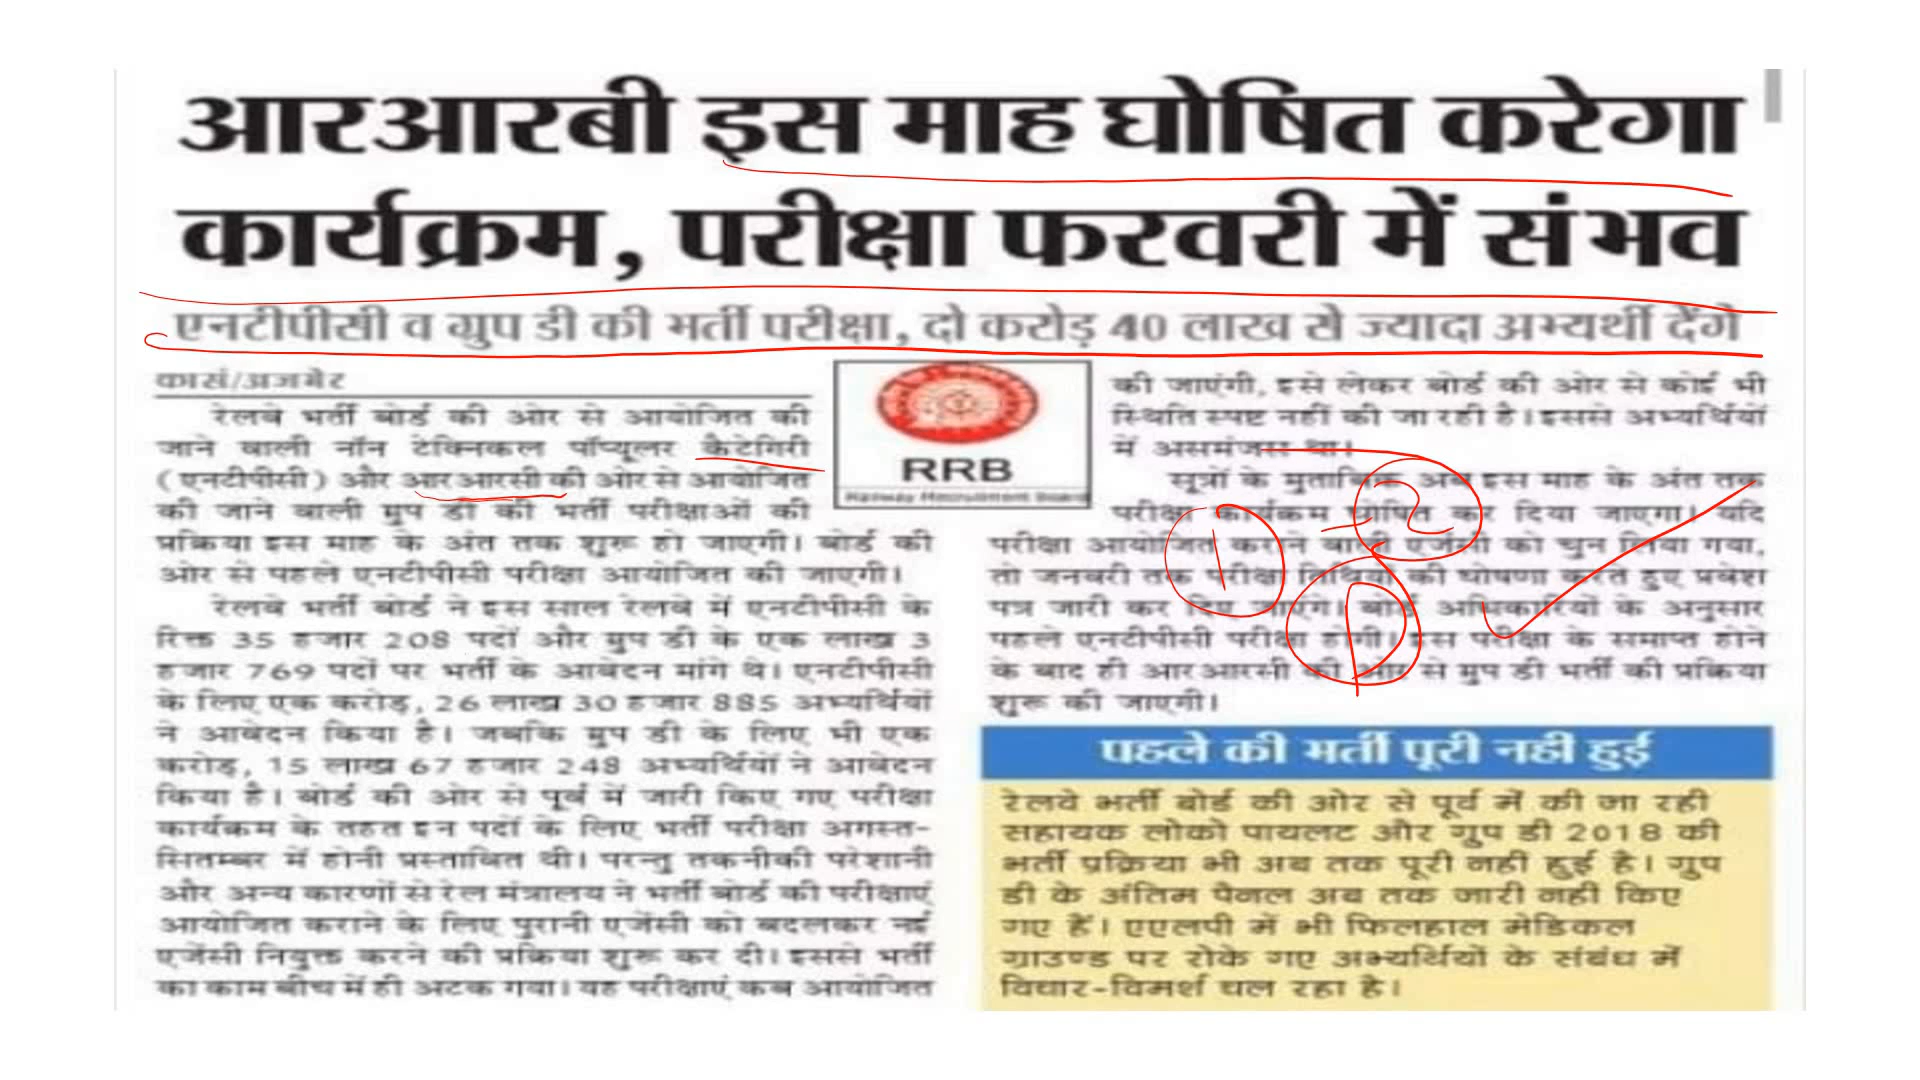 आरआरबी इस माह घोषित करेगा
कार्यक्रम, परीक्षा फरवरी में संभव
एनटीपीसी व ग्रुप डी की भर्ती परीक्षा, दो करोड़ 40 लाख से ज्यादा अभ्यर्थी देंगे
कासं/अजमेर
रेलवे भर्ती बोर्ड की ओर से आयोजित की
जाने वाली नॉन टेक्निकल पॉप्यूलर कैटेगिरी
(एनटीपीसी) और आरआरसी की ओर से आयोजित
की जाने वाली ग्रुप डी की भर्ती परीक्षाओं की
प्रक्रिया इस माह के अंत तक शुरू हो जाएगी। बोर्ड की
ओर से पहले एनटीपीसी परीक्षा आयोजित की जाएगी।
रेलवे भर्ती बोर्ड ने इस साल रेलवे में एनटीपीसी के
रिक्त 35 हजार 208 पदों और ग्रुप डी के एक लाख 3
हजार 769 पदों पर भर्ती के आवेदन मांगे थे। एनटीपीसी
के लिए एक करोड़, 26 लाख 30 हजार 885 अभ्यर्थियों
ने आवेदन किया है। जबकि ग्रुप डी के लिए भी एक
करोड़, 15 लाख 67 हजार 248 अभ्यर्थियों ने आवेदन
किया है। बोर्ड की ओर से पूर्व में जारी किए गए परीक्षा
कार्यक्रम के तहत इन पदों के लिए भर्ती परीक्षा अगस्त-
सितम्बर में होनी प्रस्तावित थी। परन्तु तकनीकी परेशानी
और अन्य कारणों से रेल मंत्रालय ने भर्ती बोर्ड की परीक्षाएं
आयोजित कराने के लिए पुरानी एजेंसी को बदलकर नई
एजेंसी नियुक्त करने की प्रक्रिया शुरू कर दी। इससे भर्ती
का काम बीच में ही अटक गया। यह परीक्षाएं कब आयोजित
RRB
Railway Recruitment Board
की जाएंगी, इसे लेकर बोर्ड की ओर से कोई भी
स्थिति स्पष्ट नहीं की जा रही है। इससे अभ्यर्थियों
में असमंजस था।
सूत्रों के मुताबिक अब इस माह के अंत तक
परीक्षा कार्यक्रम घोषित कर दिया जाएगा। यदि
परीक्षा आयोजित कराने वाली एजेंसी को चुन लिया गया,
तो जनवरी तक परीक्षा तिथियों की घोषणा करते हुए प्रवेश
पत्र जारी कर दिए जाएंगे। बोर्ड अधिकारियों के अनुसार
पहले एनटीपीसी परीक्षा होगी। इस परीक्षा के समाप्त होने
के बाद ही आरआरसी की ओर से ग्रुप डी भर्ती की प्रक्रिया
शुरू की जाएगी।
1 - 2
पहले की भर्ती पूरी नही हुई
रेलवे भर्ती बोर्ड की ओर से पूर्व में की जा रही
सहायक लोको पायलट और ग्रुप डी 2018 की
भर्ती प्रक्रिया भी अब तक पूरी नही हुई है। ग्रुप
डी के अंतिम पैनल अब तक जारी नही किए
गए हैं। एएलपी में भी फिलहाल मेडिकल
ग्राउण्ड पर रोके गए अभ्यर्थियों के संबंध में
विचार-विमर्श चल रहा है।